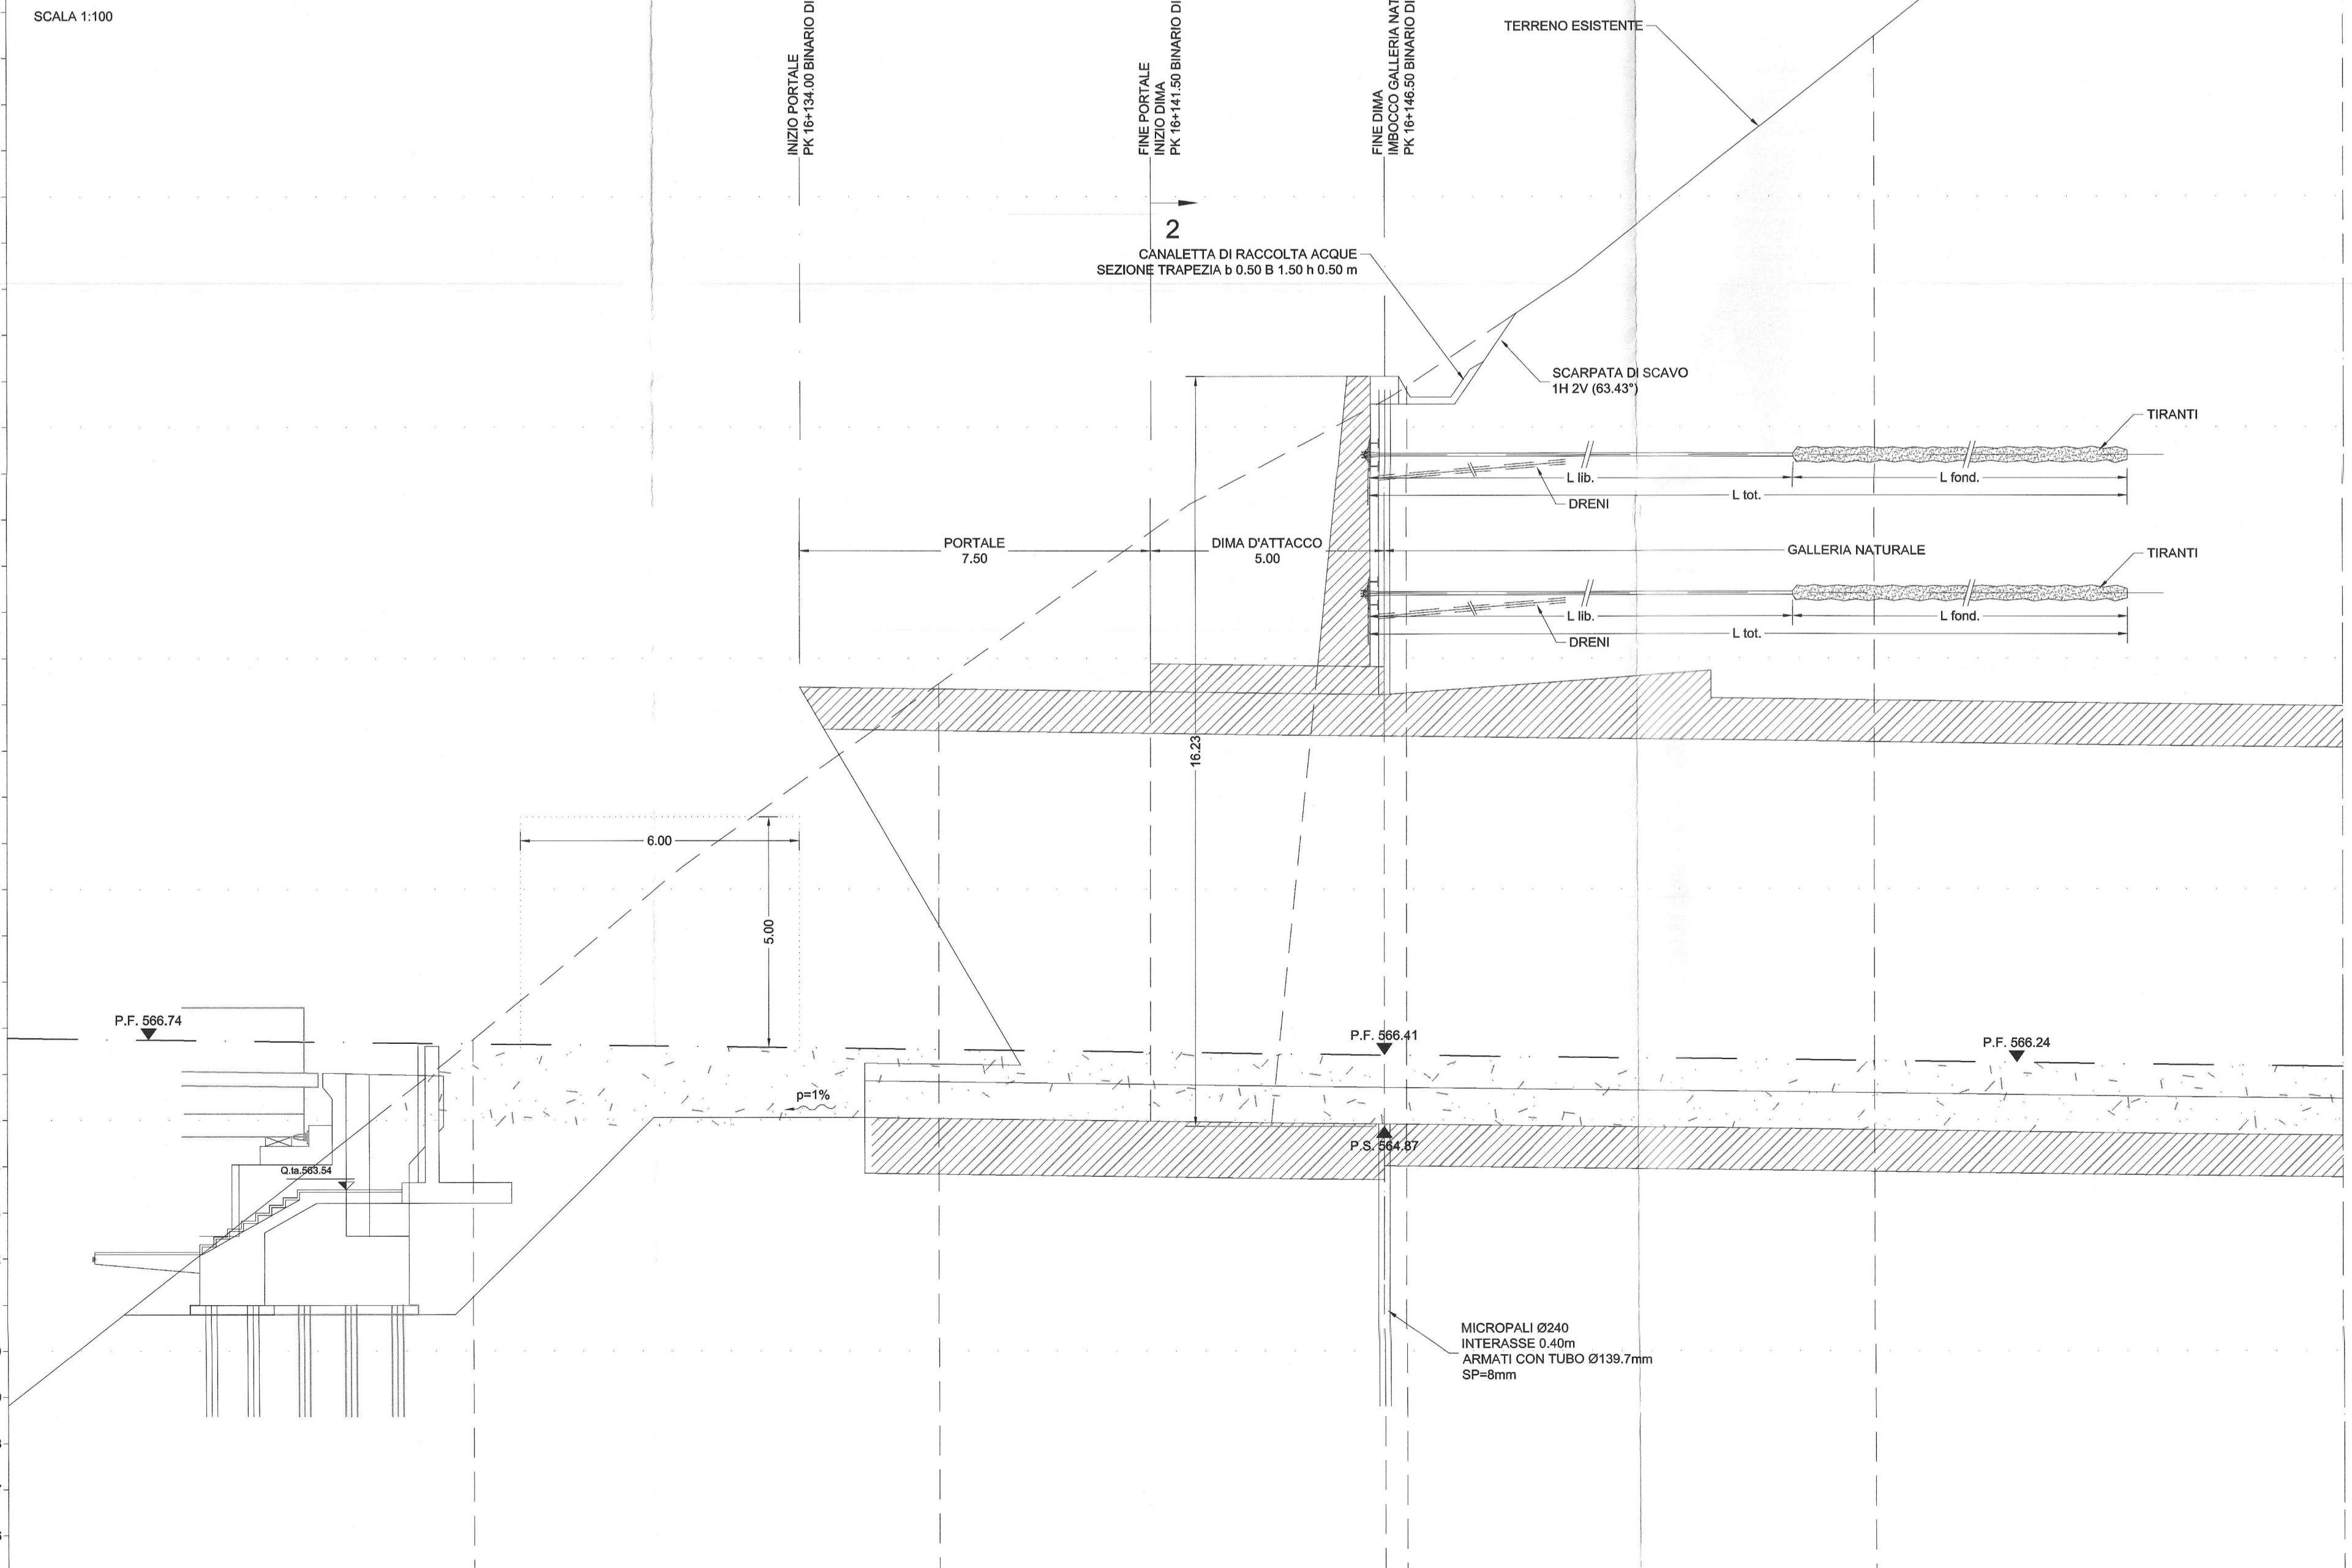 SCALA 1:100
INIZIO PORTALE
PK 16+134.00 BINARIO DI
FINE PORTALE
INIZIO DIMA
PK 16+141.50 BINARIO DI
FINE DIMA
IMBOCCO GALLERIA NAT
PK 16+146.50 BINARIO DI
TERRENO ESISTENTE
2
CANALETTA DI RACCOLTA ACQUE
SEZIONE TRAPEZIA b 0.50 B 1.50 h 0.50 m
SCARPATA DI SCAVO
1H 2V (63.43°)
TIRANTI
L lib.
L fond.
L tot.
DRENI
PORTALE
7.50
DIMA D'ATTACCO
5.00
GALLERIA NATURALE
TIRANTI
L lib.
L fond.
L tot.
DRENI
16.23
6.00
5.00
P.F. 566.74
P.F. 566.41
P.F. 566.24
p=1%
P.S. 564.87
Q.ta.563.54
MICROPALI Ø240
INTERASSE 0.40m
ARMATI CON TUBO Ø139.7mm
SP=8mm